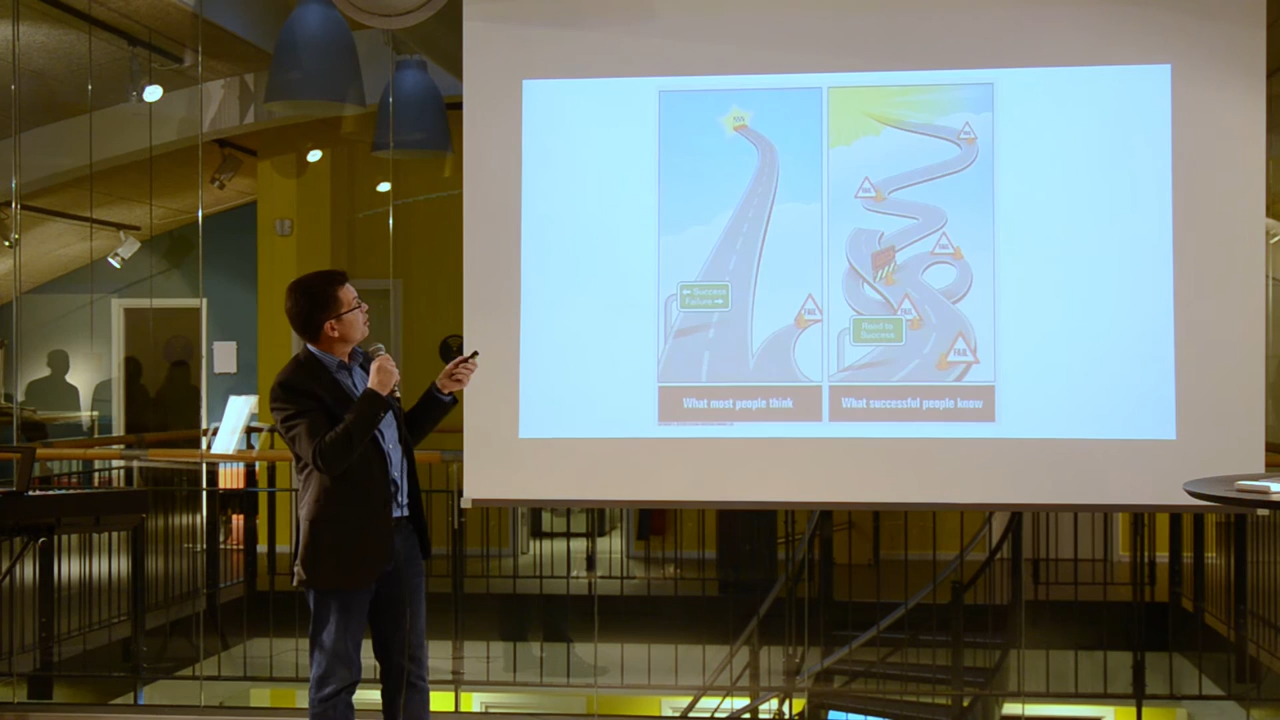 ← Success
Failure →
FAIL
What most people think
FAIL
FAIL
FAIL
Road to
Success
FAIL
FAIL
What successful people know